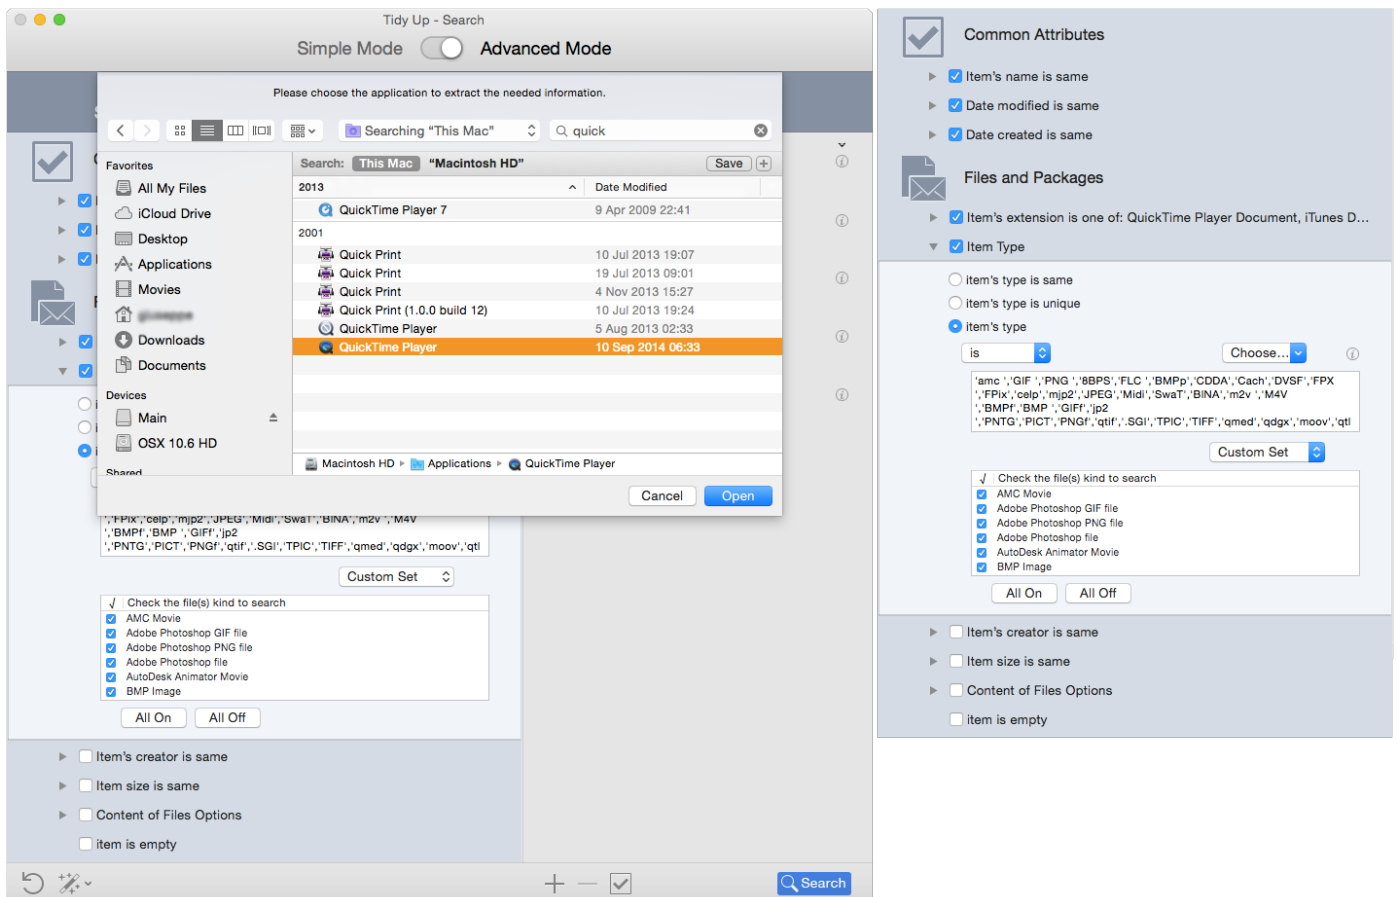 Tidy Up - Search
Simple Mode Advanced Mode
Please choose the application to extract the needed information.
Searching "This Mac"
quick
Favorites
All My Files
iCloud Drive
Desktop
Applications
Movies
Downloads
Documents
Devices
Main
OSX 10.6 HD
Shared
Search: This Mac "Macintosh HD" Save +
2013 Date Modified
QuickTime Player 7 9 Apr 2009 22:41
2001
Quick Print 10 Jul 2013 19:07
Quick Print 19 Jul 2013 09:01
Quick Print 4 Nov 2013 15:27
Quick Print (1.0.0 build 12) 10 Jul 2013 19:24
QuickTime Player 5 Aug 2013 02:33
QuickTime Player 10 Sep 2014 06:33
Macintosh HD ▸ Applications ▸ QuickTime Player
Cancel Open
','FPix','celp','mjp2','JPEG','Midi','SwaT','BINA','m2v ','M4V
','BMPf','BMP ','GIFf','jp2
','PNTG','PICT','PNGf','qtif','.SGI','TPIC','TIFF','qmed','qdgx','moov','qtl
Custom Set
√ Check the file(s) kind to search
AMC Movie
Adobe Photoshop GIF file
Adobe Photoshop PNG file
Adobe Photoshop file
AutoDesk Animator Movie
BMP Image
All On All Off
Item's creator is same
Item size is same
Content of Files Options
item is empty
Search
Common Attributes
Item's name is same
Date modified is same
Date created is same
Files and Packages
Item's extension is one of: QuickTime Player Document, iTunes D...
Item Type
item's type is same
item's type is unique
item's type
is Choose...
'amc ','GIF ','PNG ','8BPS','FLC ','BMPp','CDDA','Cach','DVSF','FPX
','FPix','celp','mjp2','JPEG','Midi','SwaT','BINA','m2v ','M4V
','BMPf','BMP ','GIFf','jp2
','PNTG','PICT','PNGf','qtif','.SGI','TPIC','TIFF','qmed','qdgx','moov','qtl
Custom Set
√ Check the file(s) kind to search
AMC Movie
Adobe Photoshop GIF file
Adobe Photoshop PNG file
Adobe Photoshop file
AutoDesk Animator Movie
BMP Image
All On All Off
Item's creator is same
Item size is same
Content of Files Options
item is empty